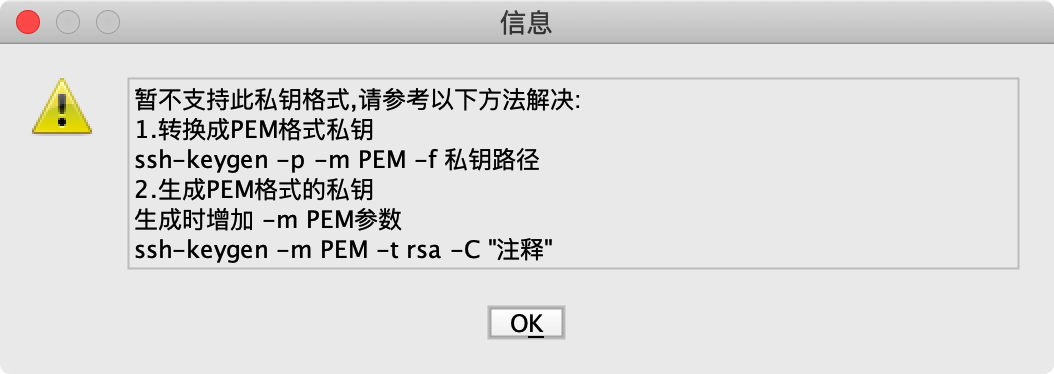 信息
暂不支持此私钥格式,请参考以下方法解决:
1.转换成PEM格式私钥
ssh-keygen -p -m PEM -f 私钥路径
2.生成PEM格式的私钥
生成时增加 -m PEM参数
ssh-keygen -m PEM -t rsa -C "注释"
OK